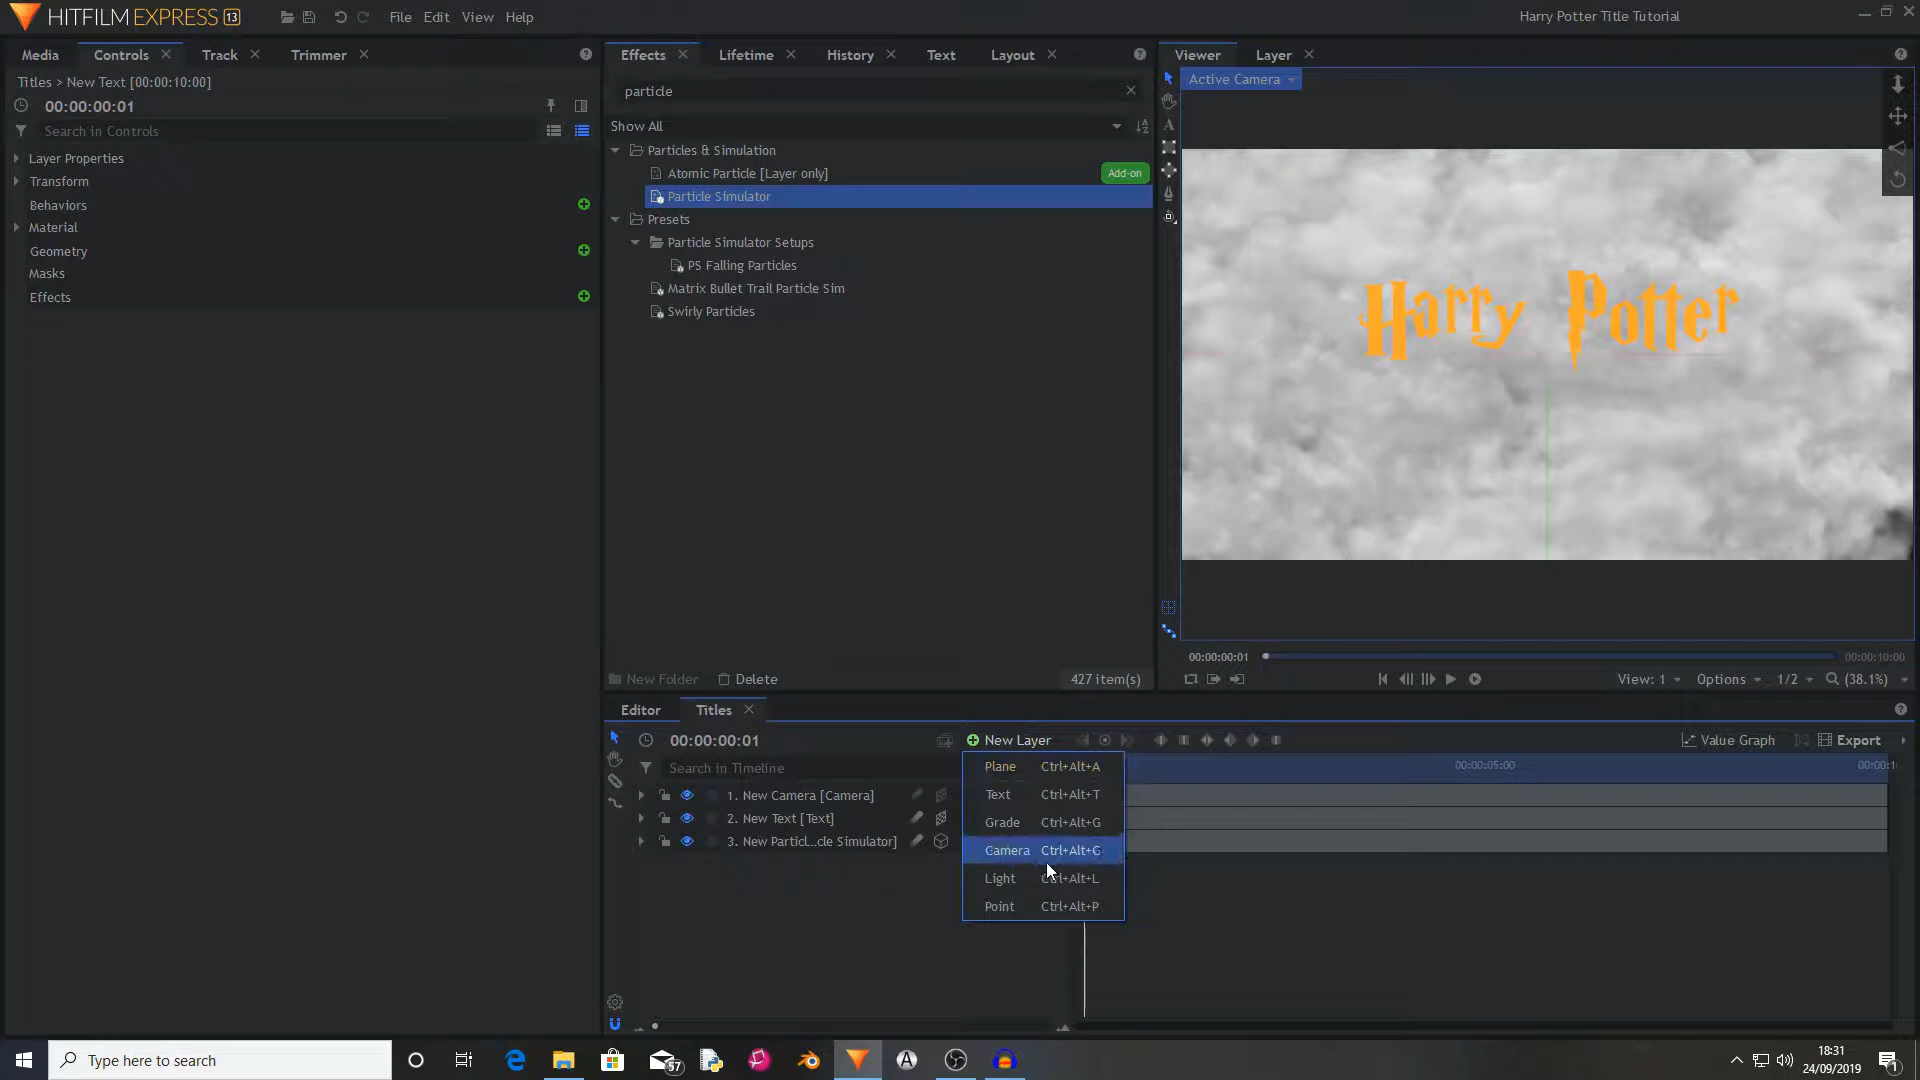 HITFILM EXPRESS 13
File Edit View Help
Harry Potter Title Tutorial
Media Controls Track Trimmer
Titles > New Text [00:00:10:00]
00:00:00:01
Search in Controls
Layer Properties
Transform
Behaviors
Material
Geometry
Masks
Effects
Effects Lifetime History Text Layout
particle
Show All
Particles & Simulation
Atomic Particle [Layer only] Add-on
Particle Simulator
Presets
Particle Simulator Setups
PS Falling Particles
Matrix Bullet Trail Particle Sim
Swirly Particles
New Folder Delete 427 item(s)
Viewer Layer
Active Camera
Harry Potter
00:00:00:01 00:00:10:00
View: 1 Options 1/2 (38.1%)
Editor Titles
00:00:00:01 New Layer Value Graph Export
Search in Timeline 00:00:05:00 00:00:1
1. New Camera [Camera]
2. New Text [Text]
3. New Particl...cle Simulator]
Plane Ctrl+Alt+A
Text Ctrl+Alt+T
Grade Ctrl+Alt+G
Camera Ctrl+Alt+C
Light Ctrl+Alt+L
Point Ctrl+Alt+P
Type here to search
57
18:31
24/09/2019
1